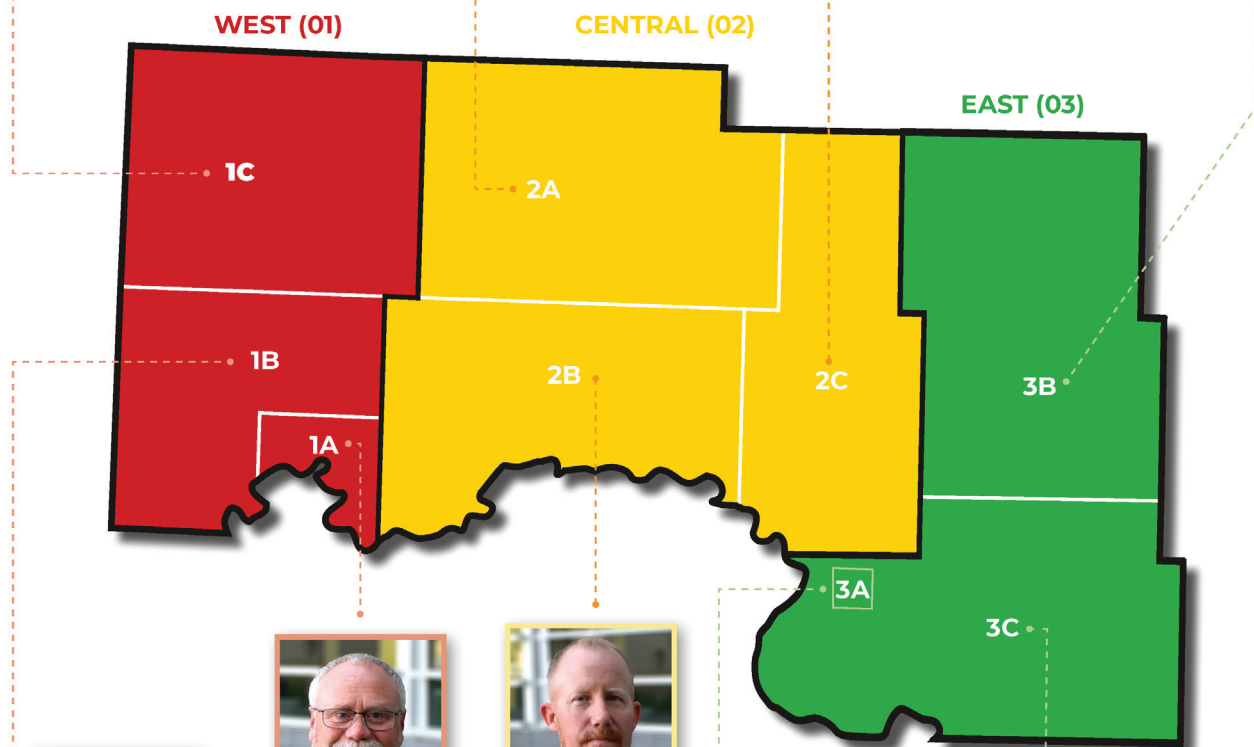 WEST (01)
CENTRAL (02)
EAST (03)
1C
2A
1B
2B
2C
3B
1A
3A
3C